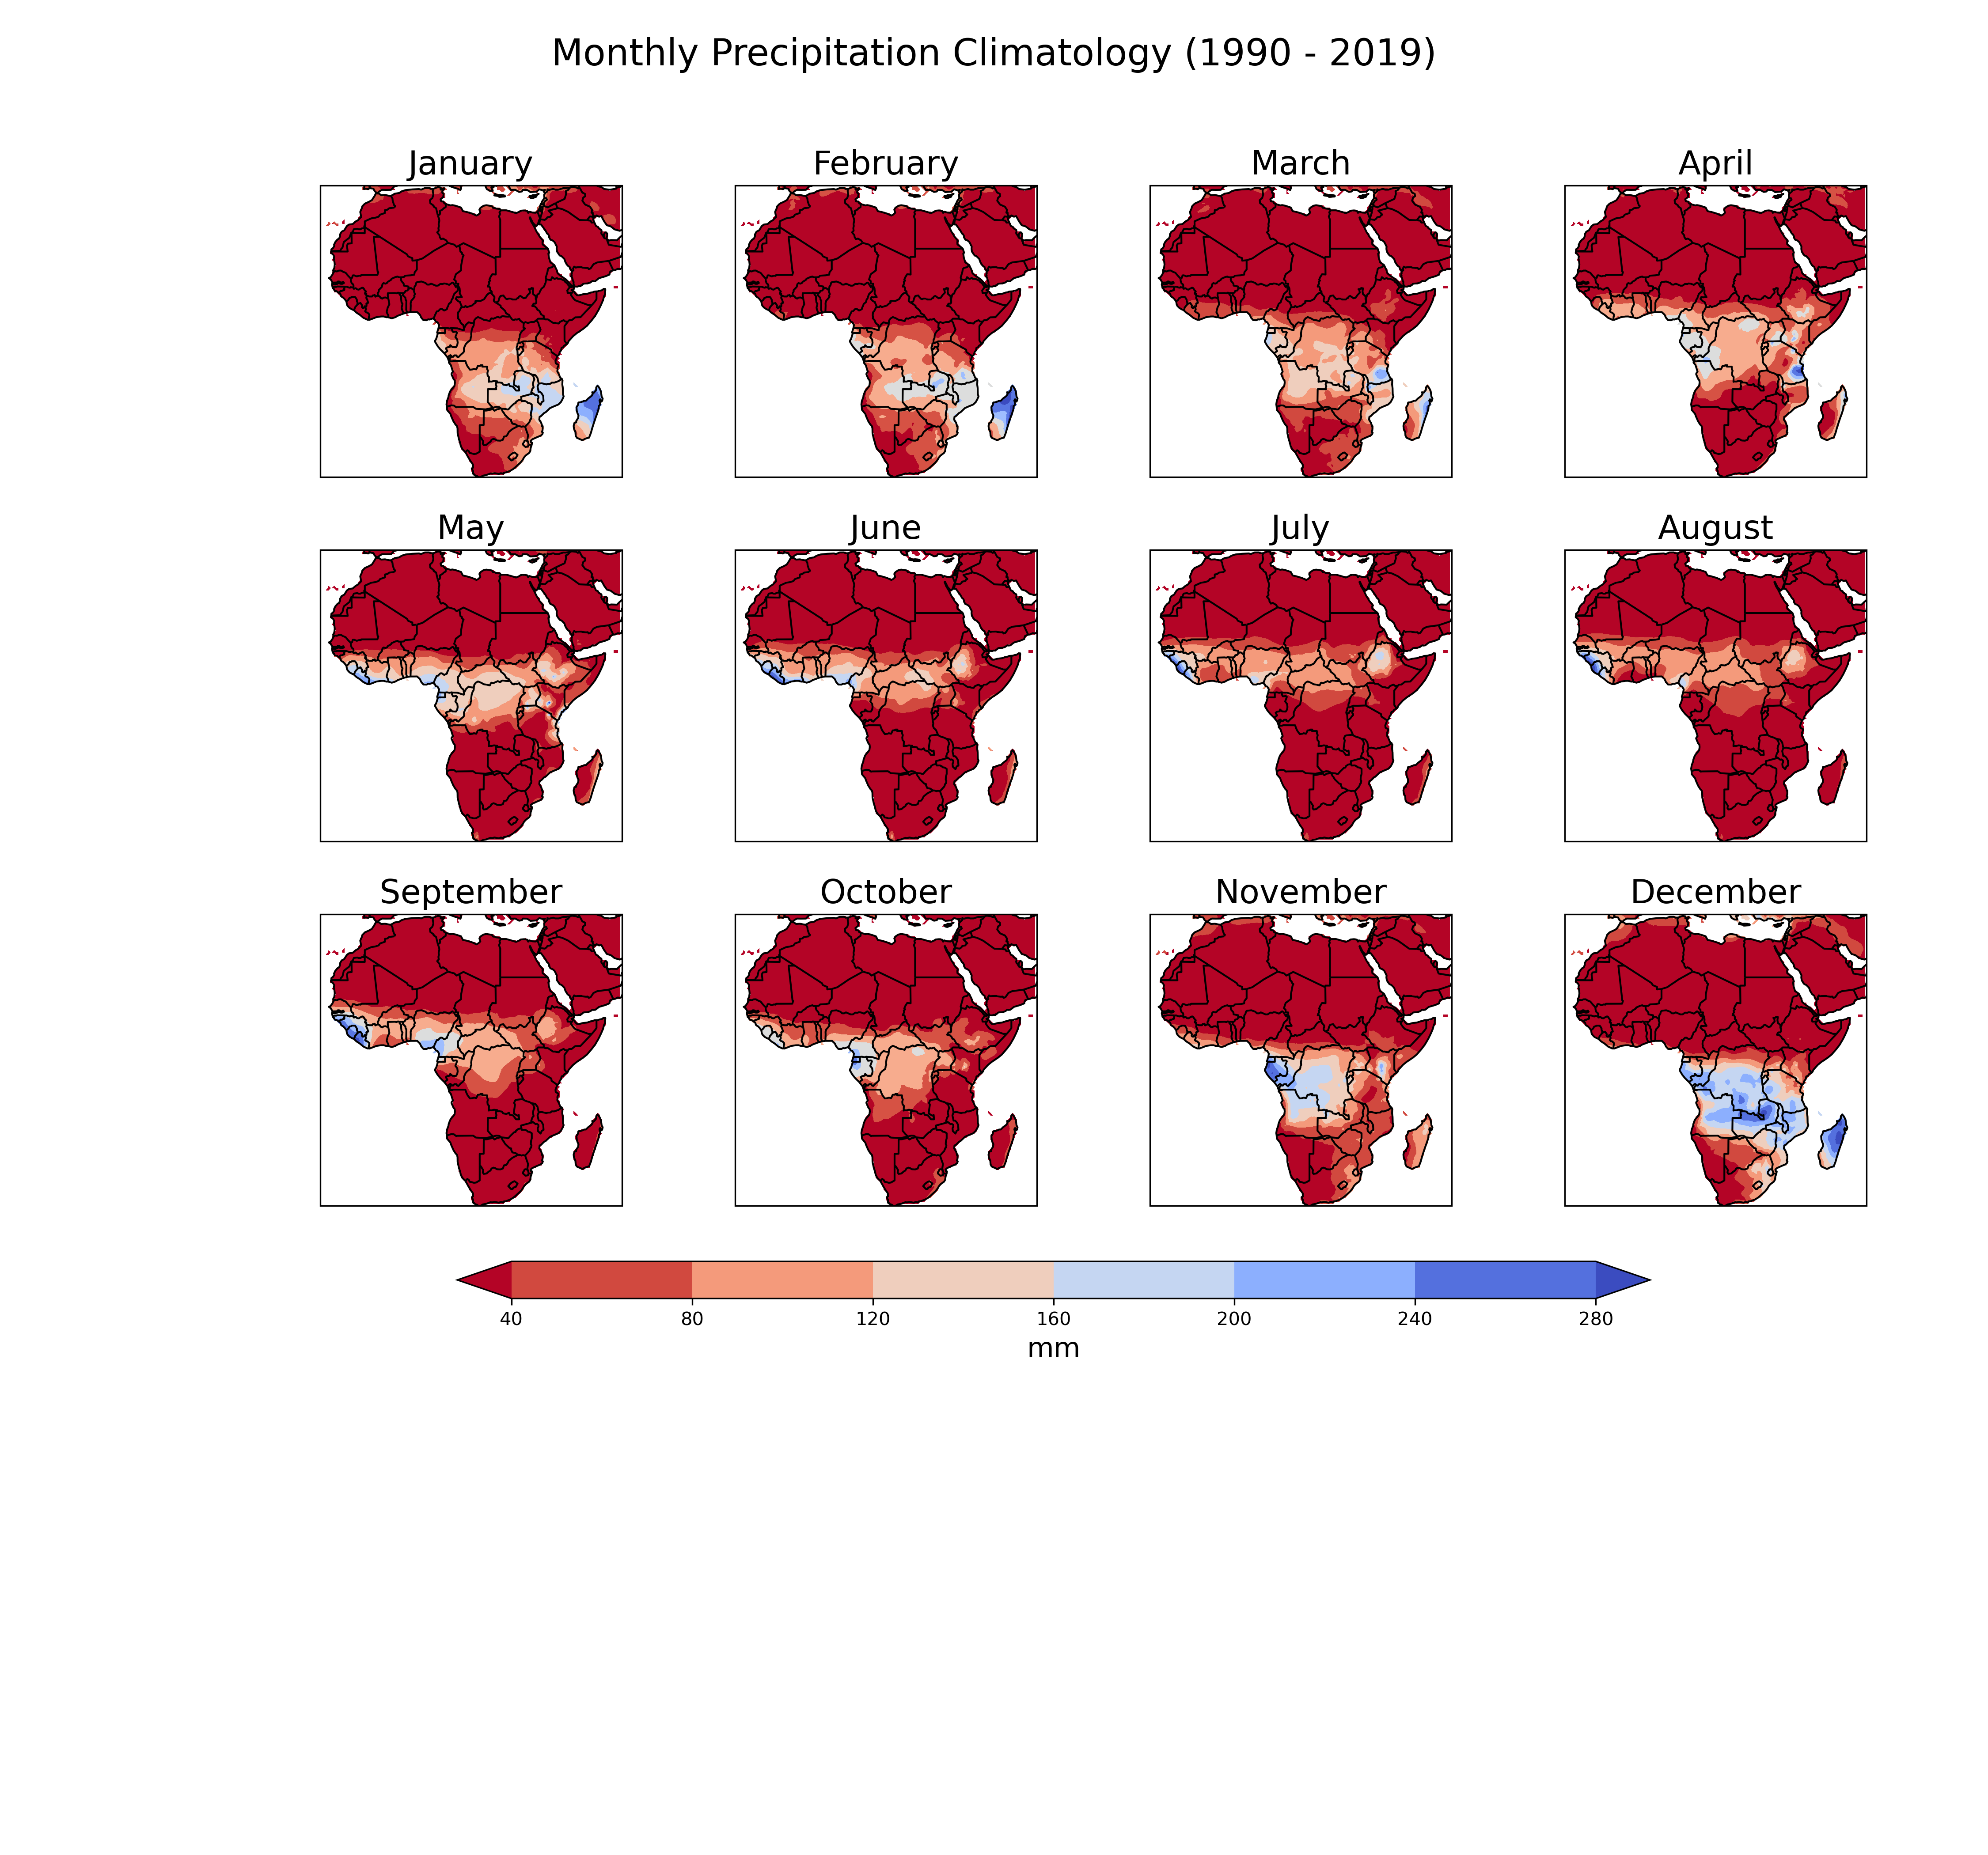 Monthly Precipitation Climatology (1990 - 2019)
January February March April
May June July August
September October November December
40 80 120 160 200 240 280
mm